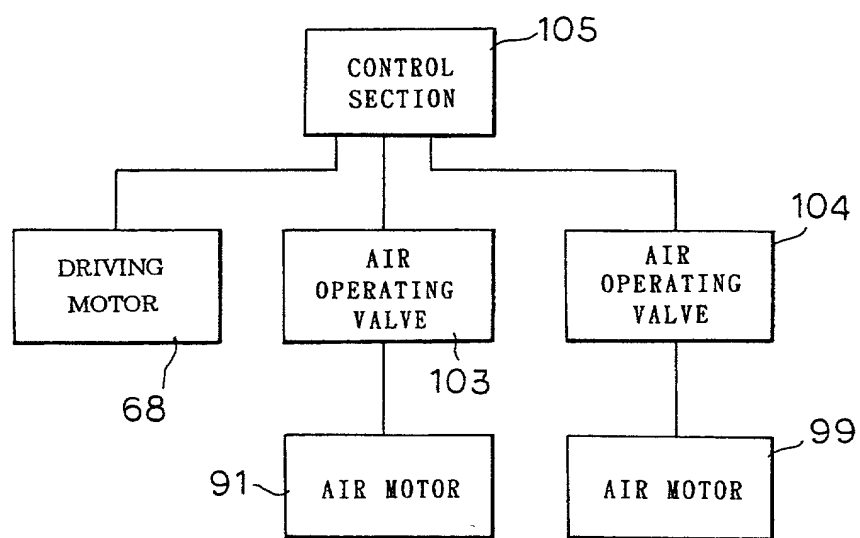 105
CONTROL
SECTION
104
DRIVING
MOTOR
AIR
OPERATING
VALVE
AIR
OPERATING
VALVE
68
103
91
AIR MOTOR
99
AIR MOTOR